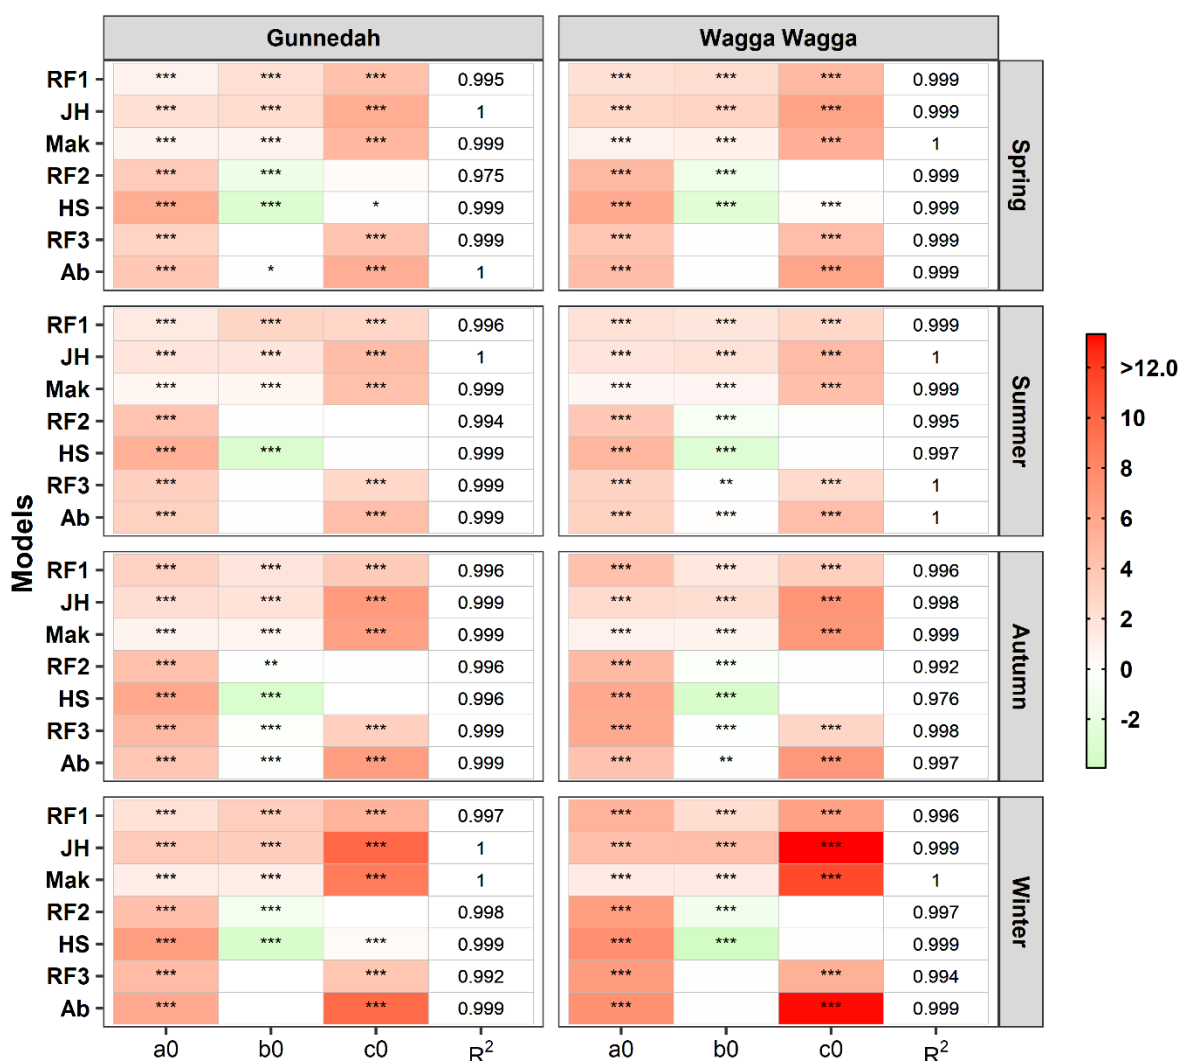 Gunnedah Wagga Wagga
Models
Spring
RF1 *** *** *** 0.995 *** *** *** 0.999
JH *** *** *** 1 *** *** *** 0.999
Mak *** *** *** 0.999 *** *** *** 1
RF2 *** *** 0.975 *** *** 0.999
HS *** *** * 0.999 *** *** *** 0.999
RF3 *** *** 0.999 *** *** 0.999
Ab *** * *** 1 *** *** 0.999
Summer
RF1 *** *** *** 0.996 *** *** *** 0.999
JH *** *** *** 1 *** *** *** 1
Mak *** *** *** 0.999 *** *** *** 0.999
RF2 *** 0.994 *** *** 0.995
HS *** *** 0.999 *** *** 0.997
RF3 *** *** 0.999 *** ** *** 1
Ab *** *** 0.999 *** *** *** 1
Autumn
RF1 *** *** *** 0.996 *** *** *** 0.996
JH *** *** *** 0.999 *** *** *** 0.998
Mak *** *** *** 0.999 *** *** *** 0.999
RF2 *** ** 0.996 *** *** 0.992
HS *** *** 0.996 *** *** 0.976
RF3 *** *** *** 0.999 *** *** *** 0.998
Ab *** *** *** 0.999 *** ** *** 0.997
Winter
RF1 *** *** *** 0.997 *** *** *** 0.996
JH *** *** *** 1 *** *** *** 0.999
Mak *** *** *** 1 *** *** *** 1
RF2 *** *** 0.998 *** *** 0.997
HS *** *** *** 0.999 *** *** 0.999
RF3 *** *** 0.992 *** *** 0.994
Ab *** *** 0.999 *** *** 0.999
a0 b0 c0 R² a0 b0 c0 R²
>12.0
10
8
6
4
2
0
-2